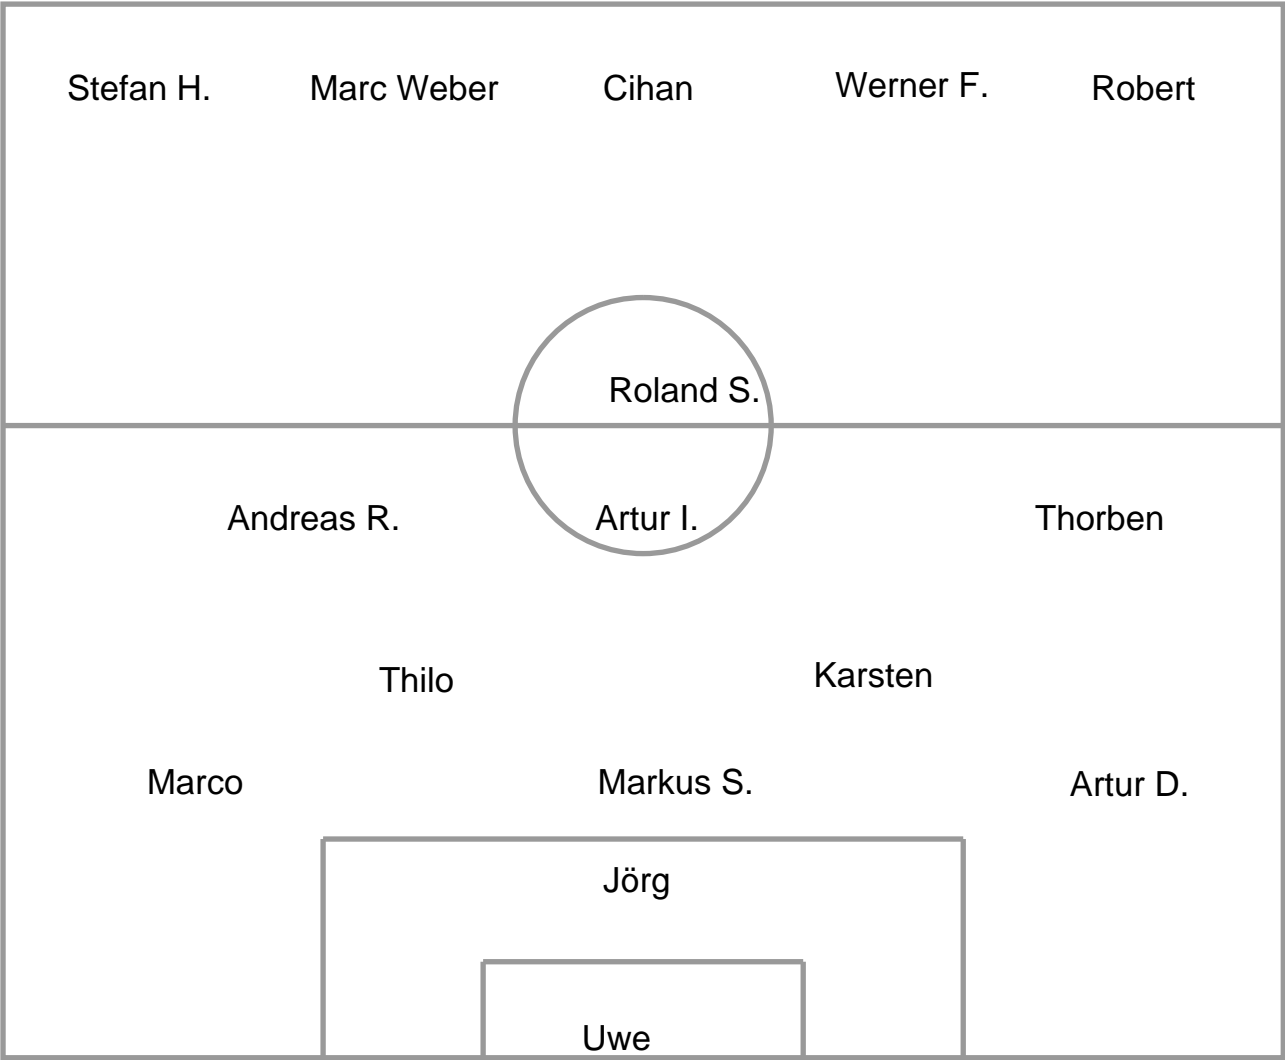 Stefan H. Marc Weber Cihan Werner F. Robert
Roland S.
Andreas R. Artur I. Thorben
Thilo Karsten
Marco Markus S. Artur D.
Jörg
Uwe